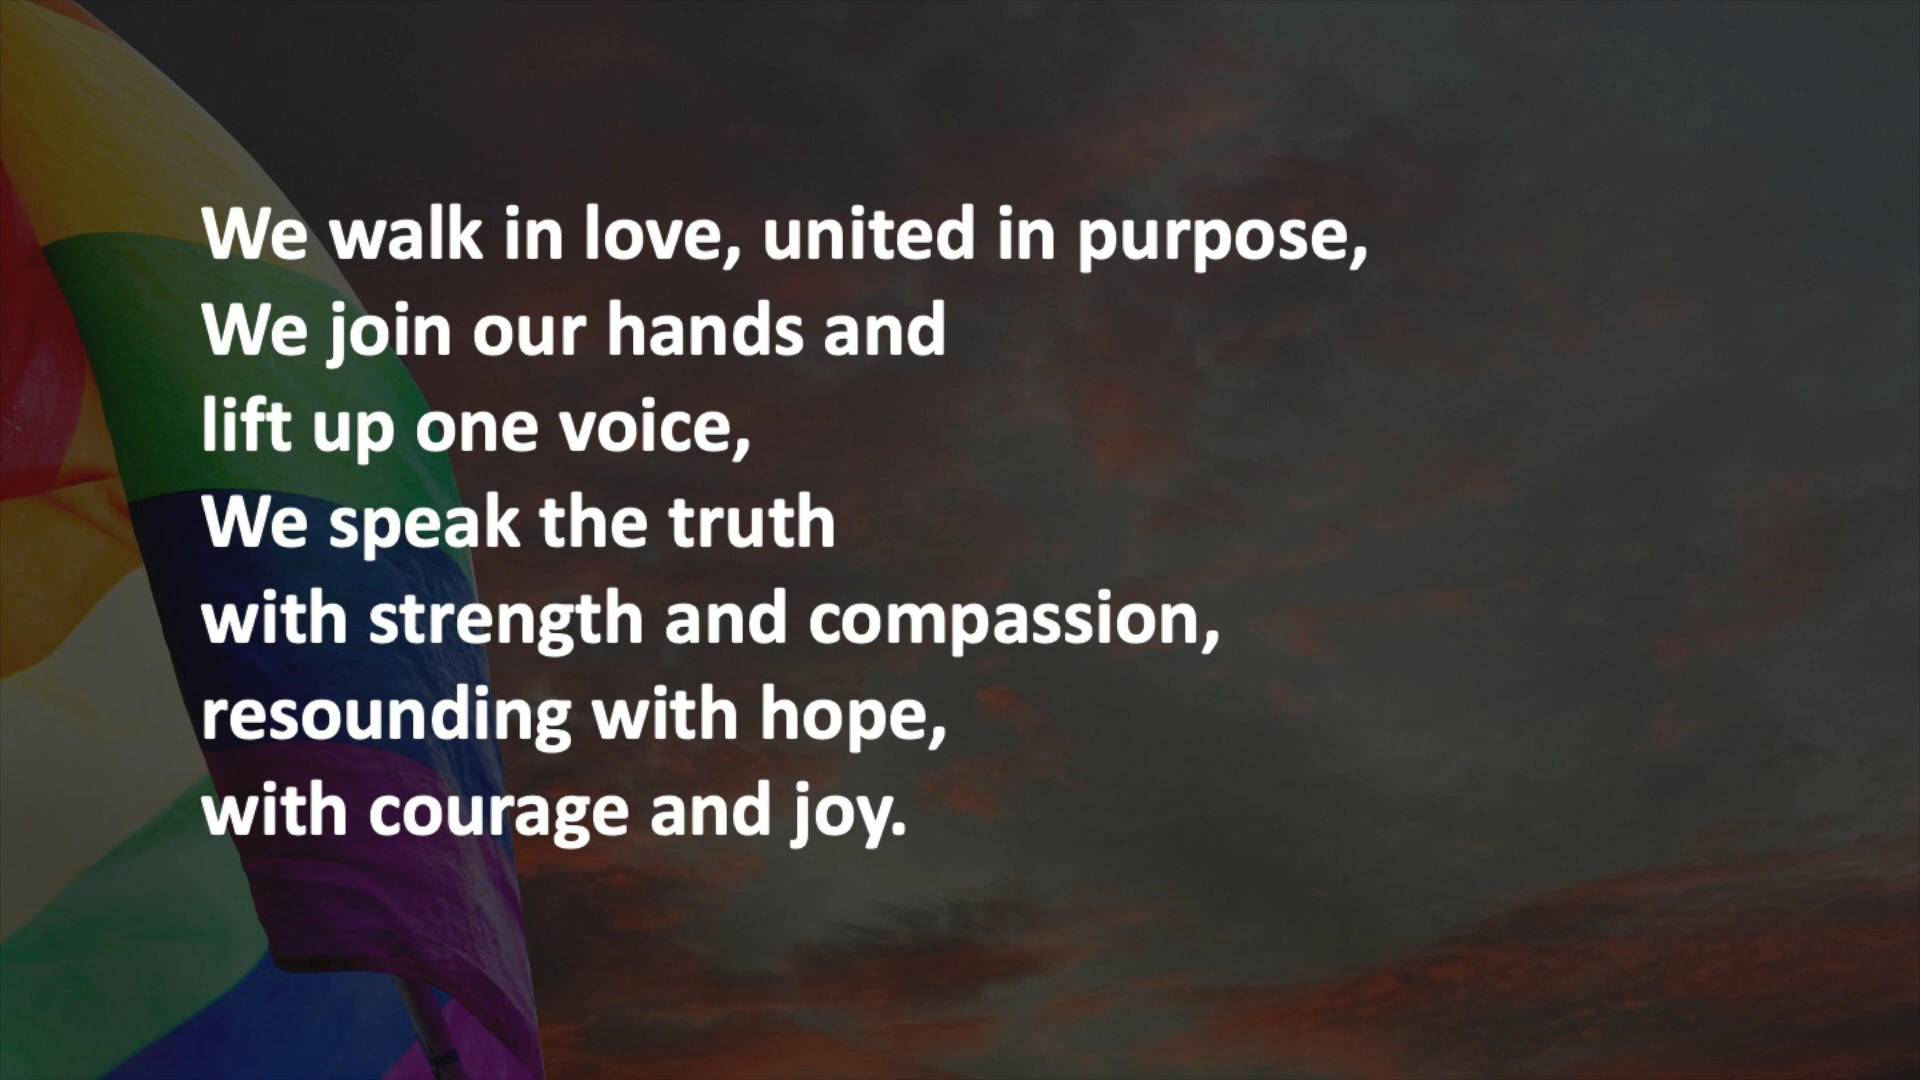 We walk in love, united in purpose,
We join our hands and
lift up one voice,
We speak the truth
with strength and compassion,
resounding with hope,
with courage and joy.